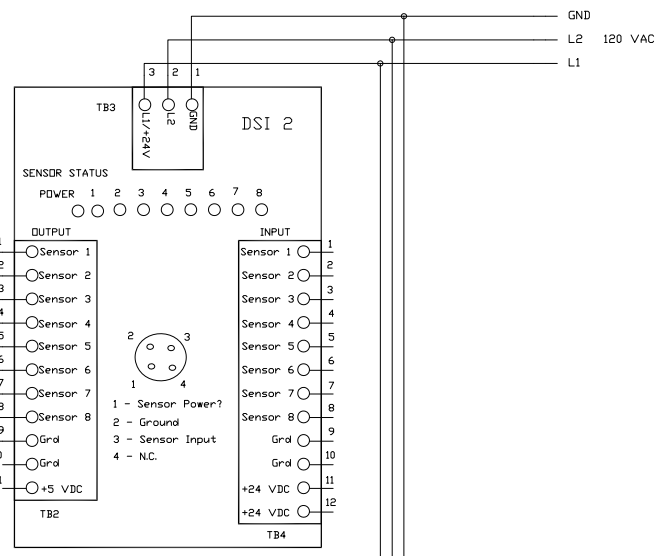 GND
L2 120 VAC
L1
3 2 1
TB3
L1/+24V
L2
GND
DSI 2
SENSOR STATUS
POWER 1 2 3 4 5 6 7 8
OUTPUT
INPUT
Sensor 1
Sensor 1 1
2 Sensor 2
Sensor 2 2
3 Sensor 3
Sensor 3 3
4 Sensor 4
Sensor 4 4
5 Sensor 5
Sensor 5 5
6 Sensor 6
Sensor 6 6
7 Sensor 7
Sensor 7 7
8 Sensor 8
Sensor 8 8
9 Grd
Grd 9
Grd
Grd 10
+5 VDC
+24 VDC 11
+24 VDC 12
2 3
1 4
1 - Sensor Power?
2 - Ground
3 - Sensor Input
4 - N.C.
TB2
TB4